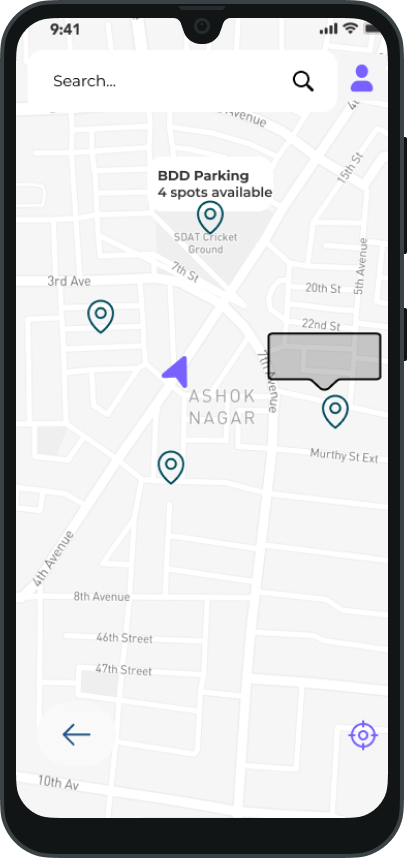 9:41
Search...
Avenue
4t
15th St
BDD Parking
4 spots available
SDAT Cricket
Ground
7th St
5th Avenue
3rd Ave
20th St
22nd St
7th Avenue
ASHOK
NAGAR
Murthy St Ext
4th Avenue
8th Avenue
46th Street
47th Street
10th Av